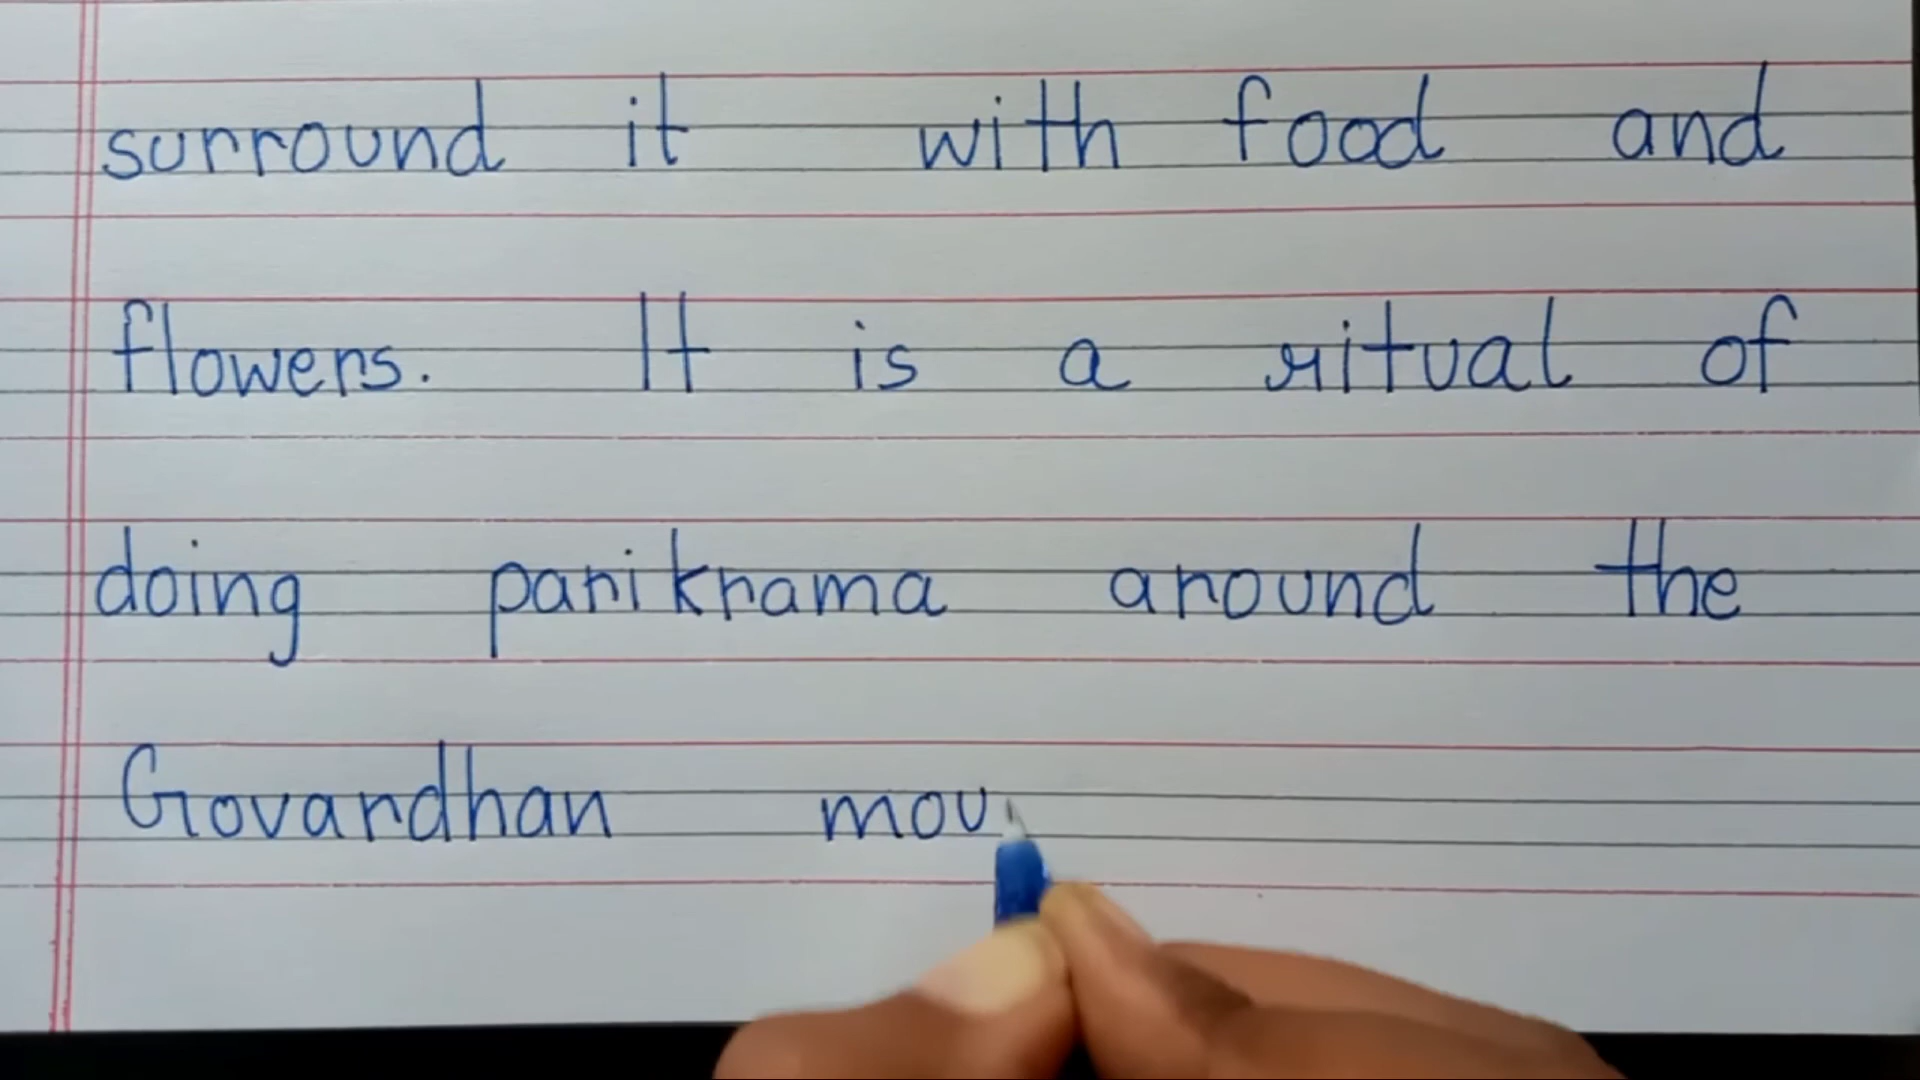 surround it with food and
flowers. It is a ritual of
doing parikrama around the
Govardhan mou